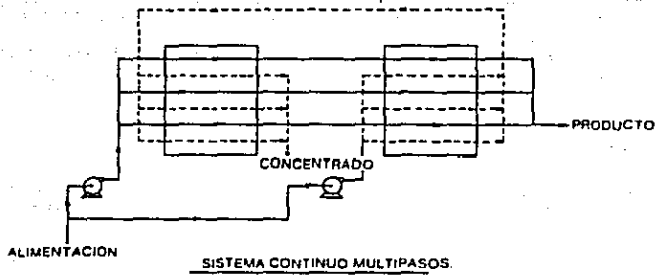 PRODUCTO
CONCENTRADO
ALIMENTACION
SISTEMA CONTINUO MULTIPASOS.